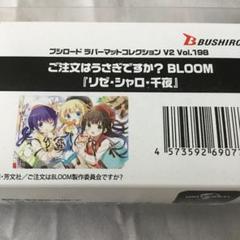 BUSHIRO
ブシロード ラバーマットコレクション V2 Vol.198
ご注文はうさぎですか? BLOOM
『リゼ・シャロ・千夜』
・芳文社/ご注文はBLOOM製作委員会ですか?
4 573592 69077